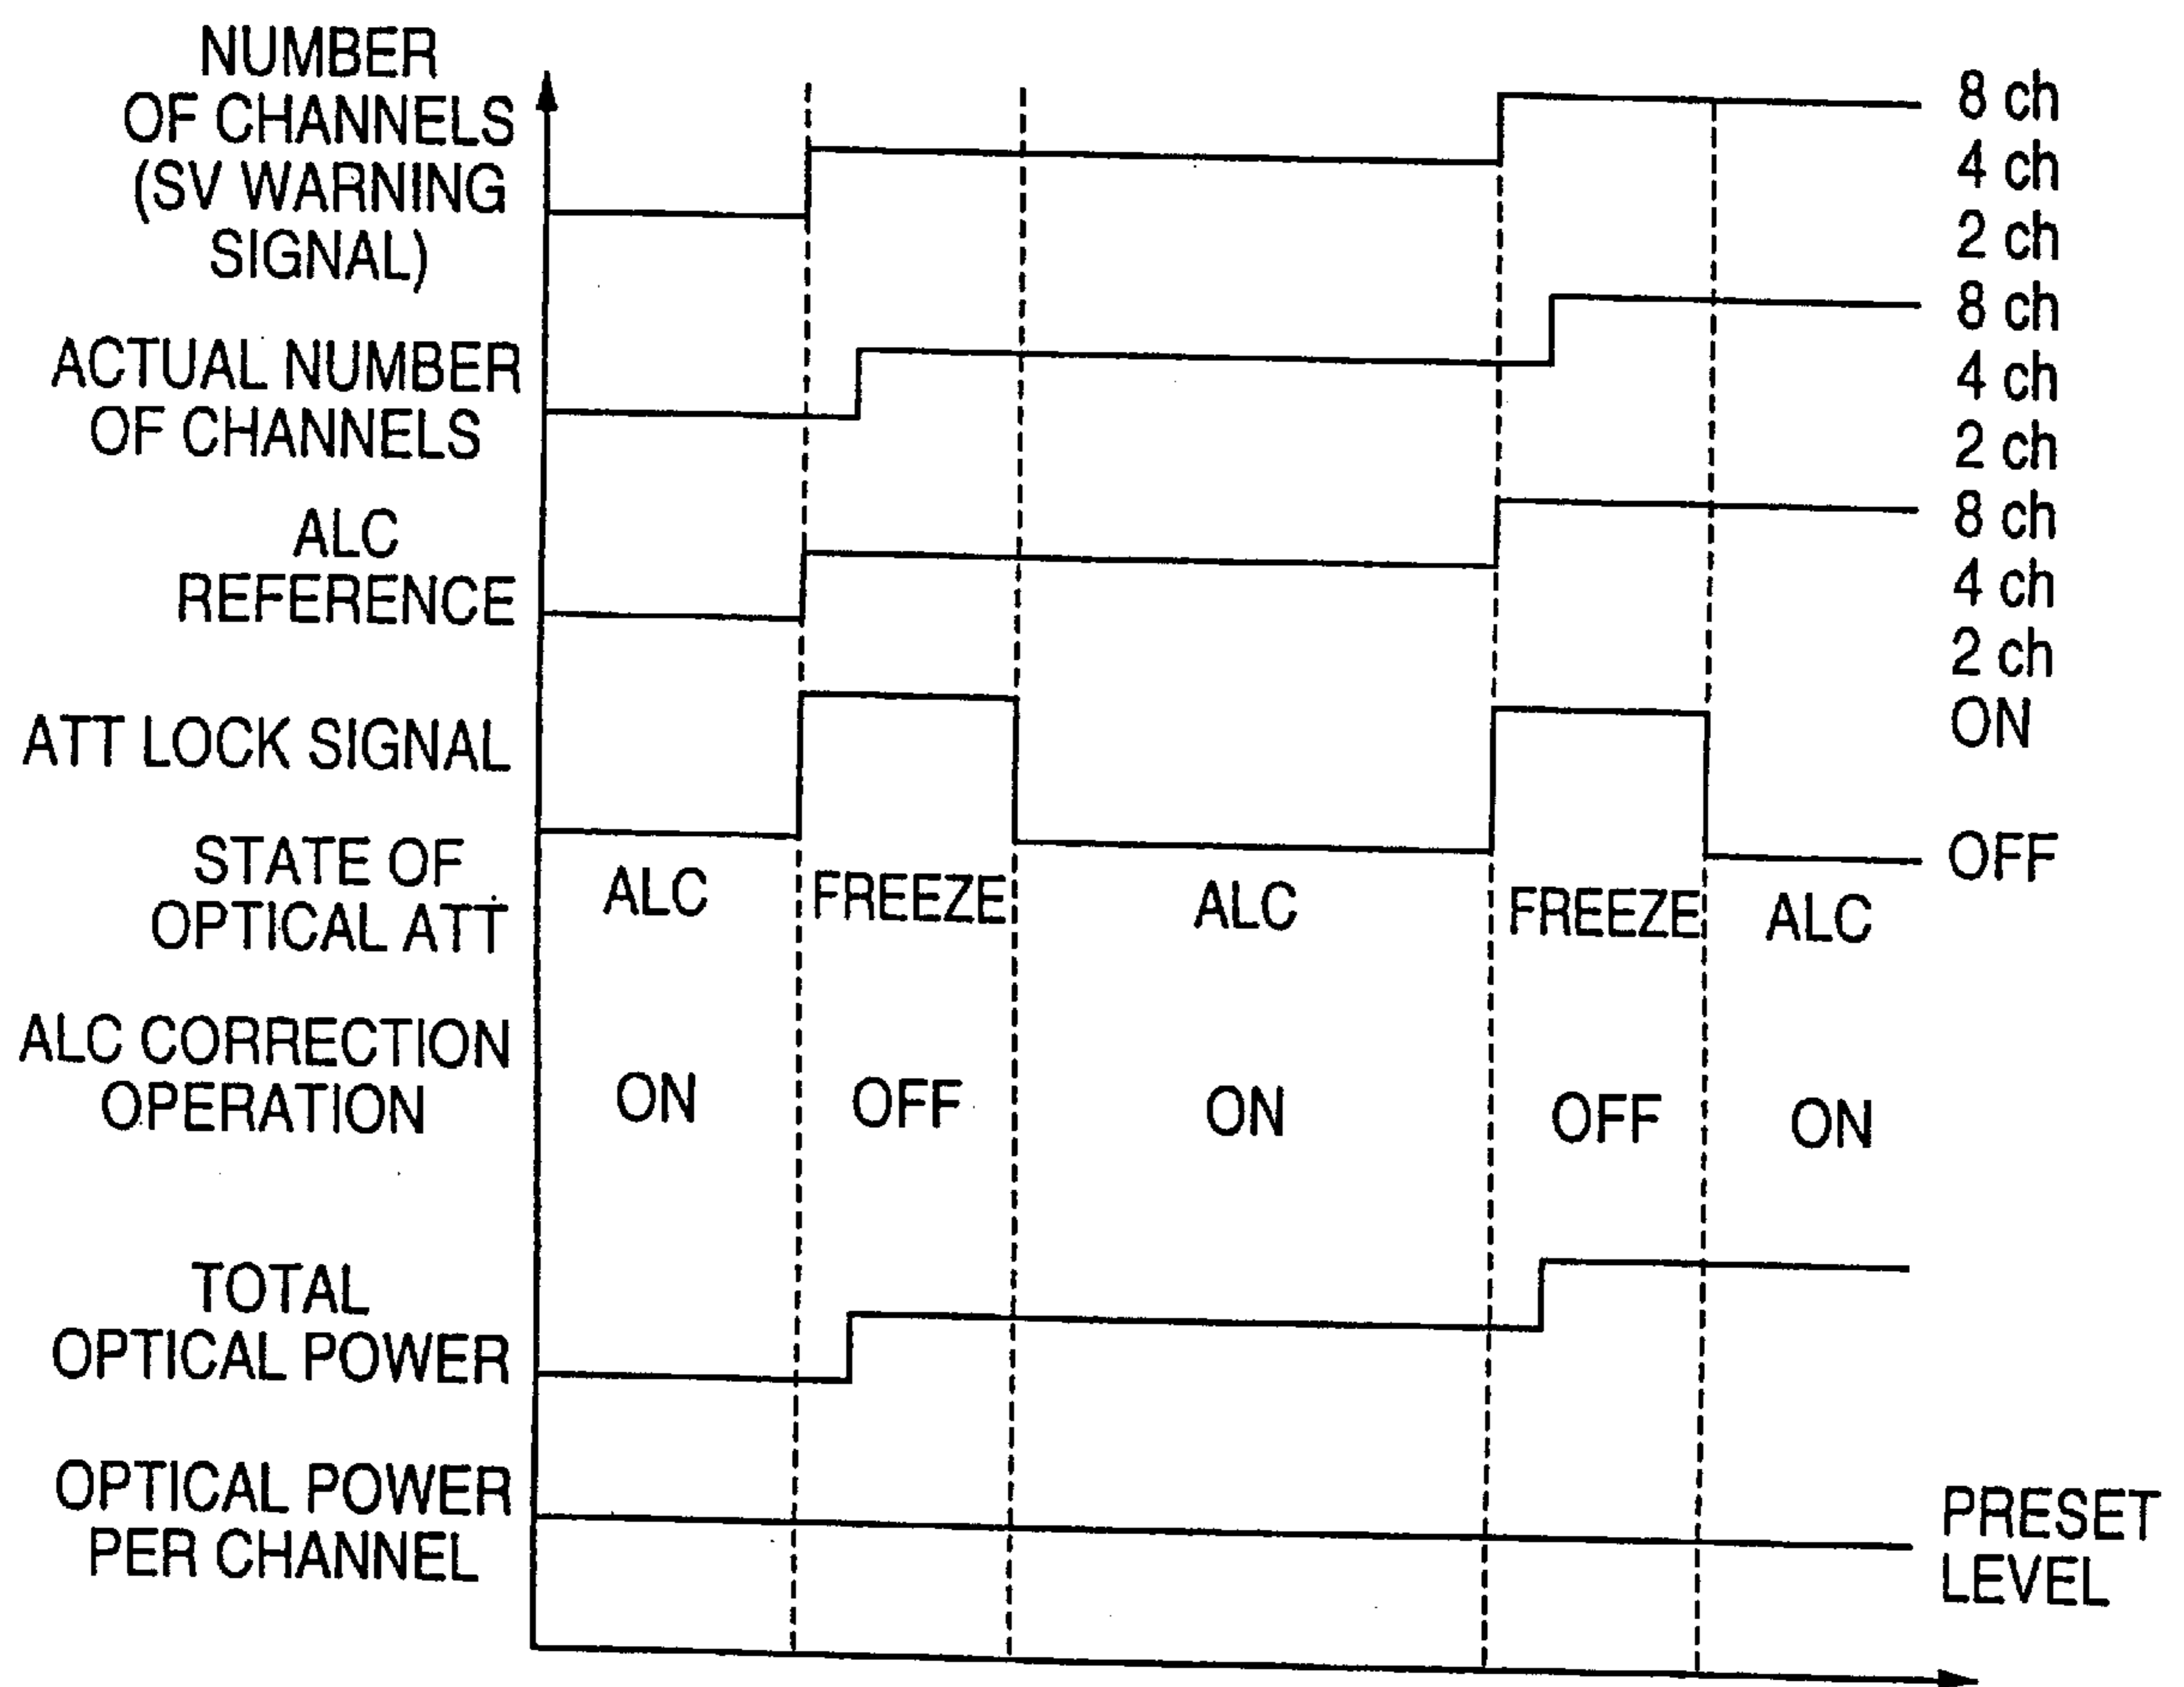 NUMBER
OF CHANNELS
(SV WARNING
SIGNAL)
8 ch
4 ch
2 ch
ACTUAL NUMBER
OF CHANNELS
8 ch
4 ch
2 ch
ALC
REFERENCE
8 ch
4 ch
2 ch
ATT LOCK SIGNAL
ON
OFF
STATE OF
OPTICAL ATT
ALC
FREEZE
ALC
FREEZE
ALC
ALC CORRECTION
OPERATION
ON
OFF
ON
OFF
ON
TOTAL
OPTICAL POWER
OPTICAL POWER
PER CHANNEL
PRESET
LEVEL